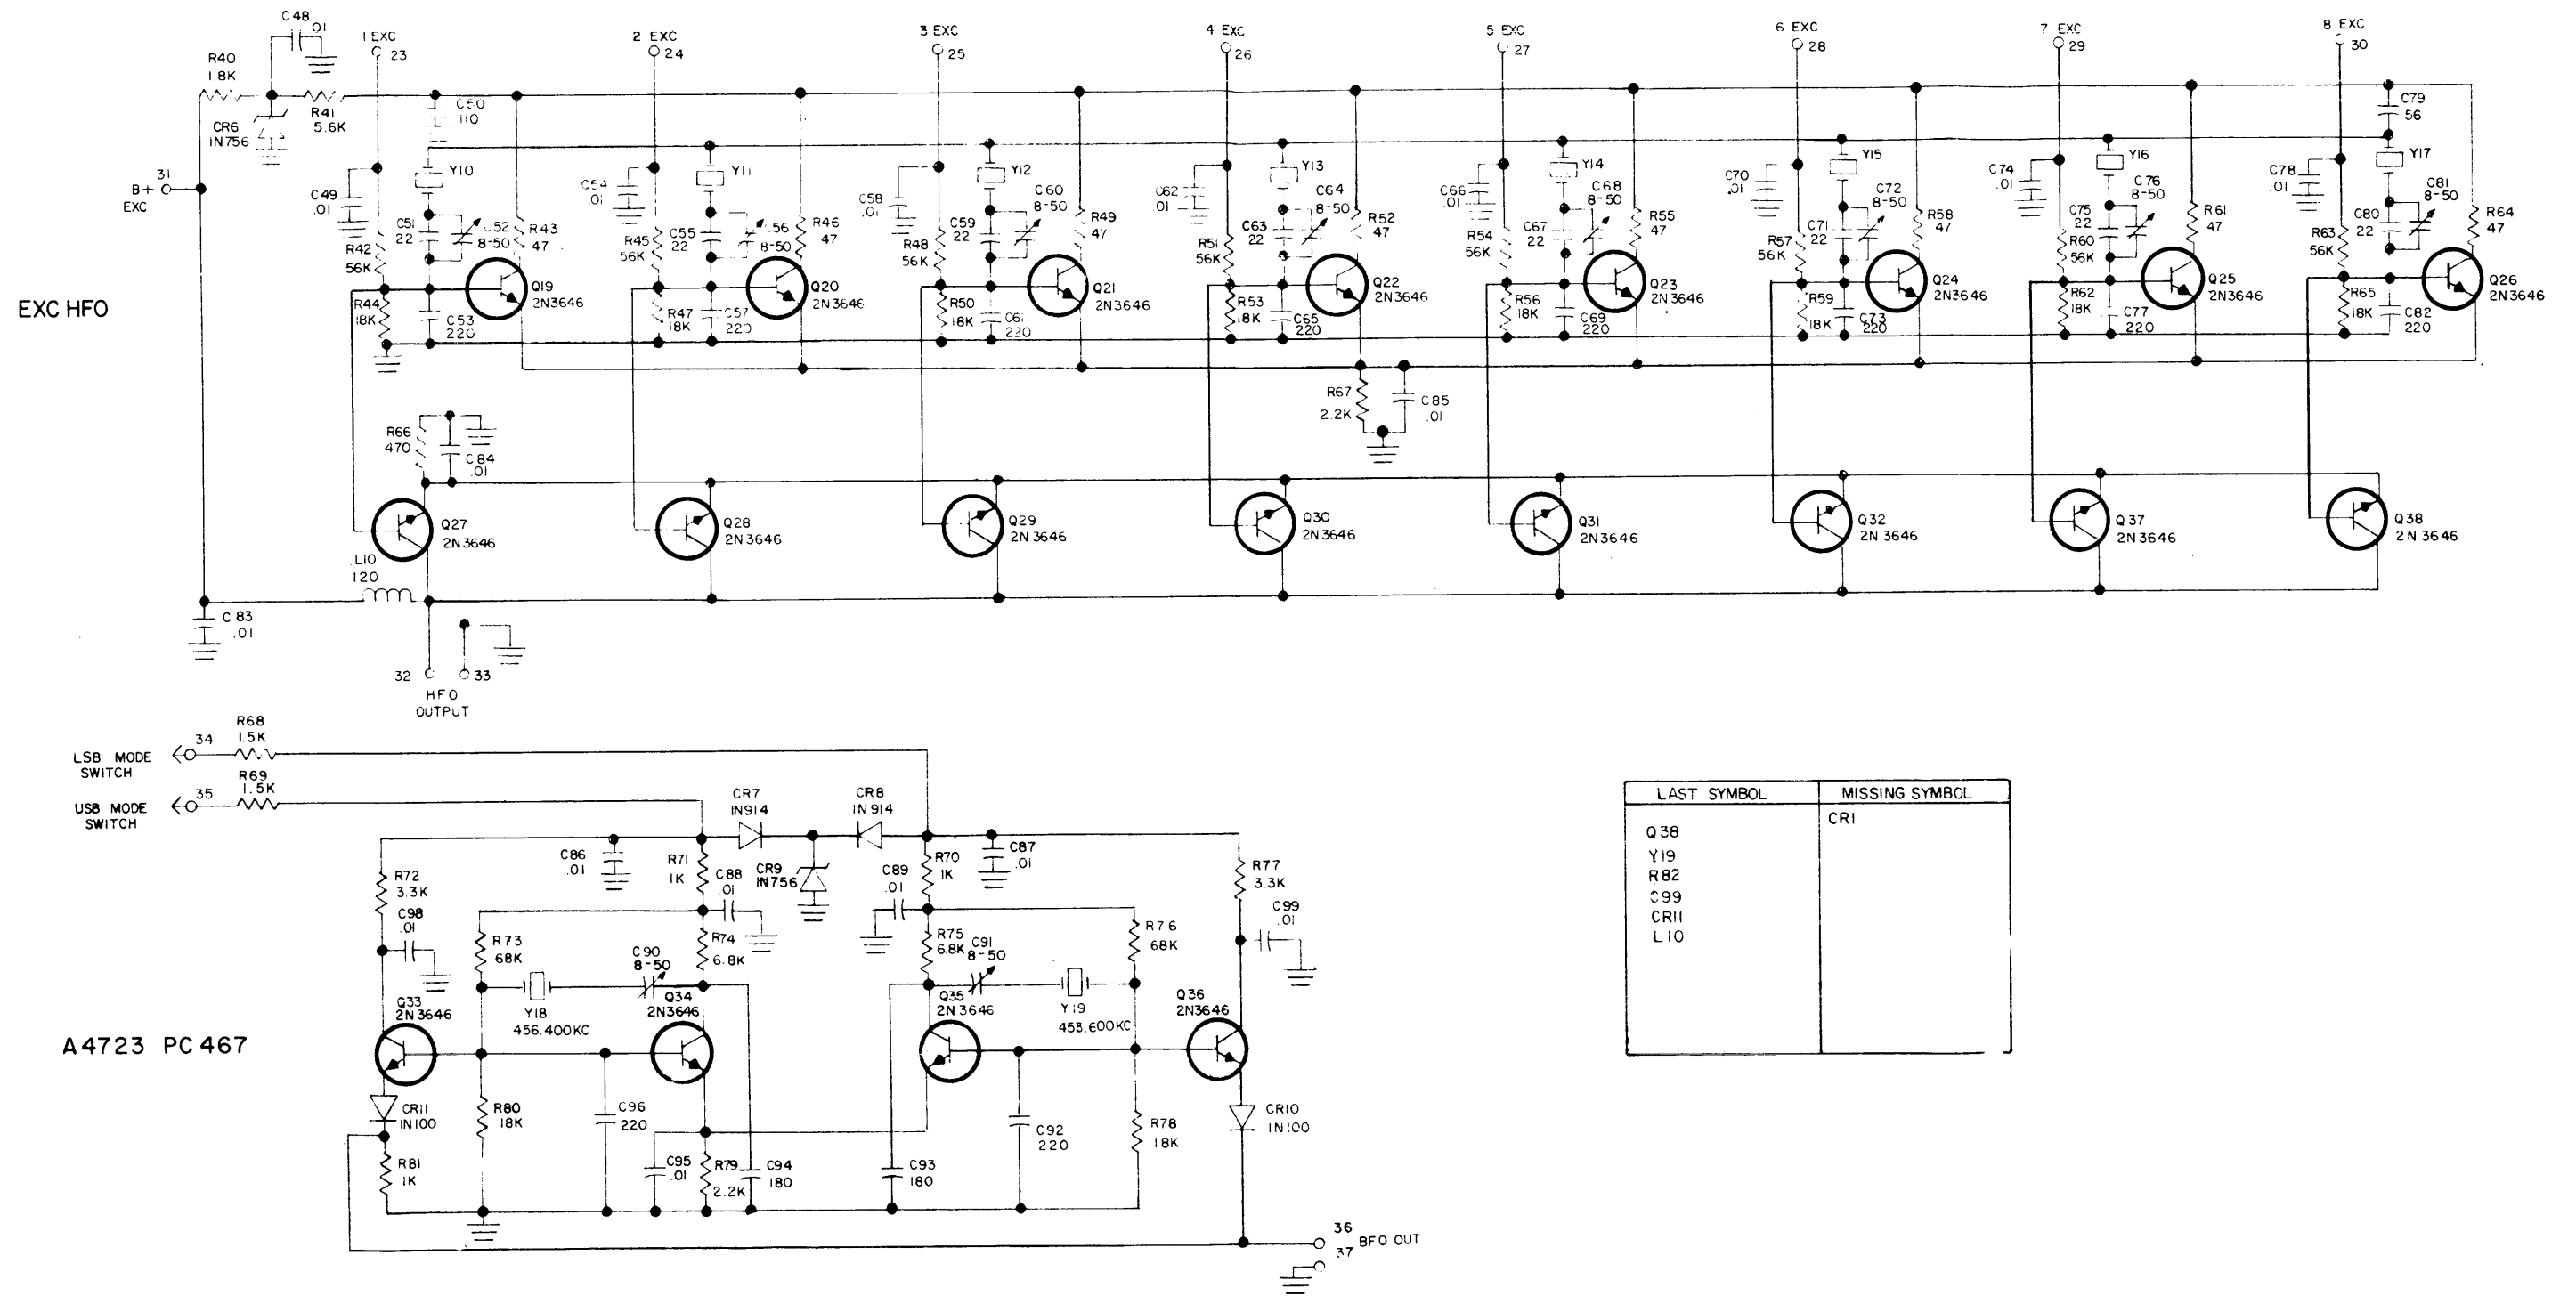 C48
.01
R40
1.8K
R41
5.6K
CR6
IN756
1 EXC
23
2 EXC
24
3 EXC
25
4 EXC
26
5 EXC
27
6 EXC
28
7 EXC
29
8 EXC
30
31
B+
EXC
EXC HFO
C50
110
C79
56
C49
.01
Y10
C51
22
C52
8-50
R43
47
R42
56K
R44
18K
C53
220
Q19
2N3646
C54
.01
Y11
C55
22
56
8-50
R46
47
R45
56K
R47
18K
C57
220
Q20
2N3646
C58
.01
Y12
C59
22
C60
8-50
R49
47
R48
56K
R50
18K
C61
220
Q21
2N3646
C62
.01
Y13
C63
22
C64
8-50
R52
47
R51
56K
R53
18K
C65
220
Q22
2N3646
C66
.01
Y14
C67
22
C68
8-50
R55
47
R54
56K
R56
18K
C69
220
Q23
2N3646
C70
.01
Y15
C71
22
C72
8-50
R58
47
R57
56K
R59
18K
C73
220
Q24
2N3646
C74
.01
Y16
C75
22
C76
8-50
R61
47
R60
56K
R62
18K
C77
220
Q25
2N3646
C78
.01
Y17
C80
22
C81
8-50
R64
47
R63
56K
R65
18K
C82
220
Q26
2N3646
R67
2.2K
C85
.01
R66
470
C84
.01
Q27
2N3646
Q28
2N3646
Q29
2N3646
Q30
2N3646
Q31
2N3646
Q32
2N3646
Q37
2N3646
Q38
2N3646
L10
120
C83
.01
32
33
HFO
OUTPUT
LSB MODE
SWITCH
34
R68
1.5K
USB MODE
SWITCH
35
R69
1.5K
CR7
IN914
CR8
IN914
C86
.01
R71
1K
C88
.01
CR9
IN756
C89
.01
R70
1K
C87
.01
R72
3.3K
R77
3.3K
C98
.01
C99
.01
R73
68K
R74
6.8K
C90
8-50
R75
6.8K
C91
8-50
R76
68K
Q33
2N3646
Y18
456.400KC
Q34
2N3646
Q35
2N3646
Y19
453.600KC
Q36
2N3646
A4723 PC467
CR11
IN100
R80
18K
C96
220
C92
220
R78
18K
CR10
IN100
R81
1K
C95
.01
R79
2.2K
C94
180
C93
180
36
37
BFO OUT
LAST SYMBOL
MISSING SYMBOL
CR1
Q38
Y19
R82
C99
CR11
L10